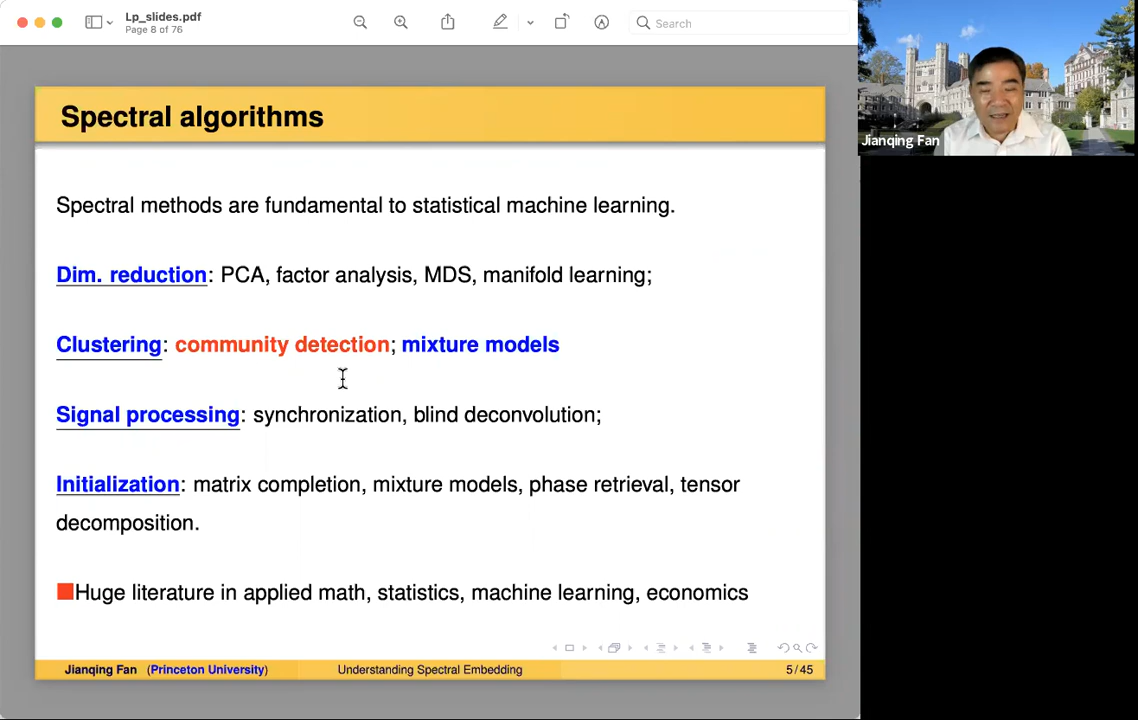 Lp_slides.pdf
Page 8 of 76
Search
Jianqing Fan
Spectral algorithms
Spectral methods are fundamental to statistical machine learning.
Dim. reduction: PCA, factor analysis, MDS, manifold learning;
Clustering: community detection; mixture models
Signal processing: synchronization, blind deconvolution;
Initialization: matrix completion, mixture models, phase retrieval, tensor
decomposition.
Huge literature in applied math, statistics, machine learning, economics
Jianqing Fan (Princeton University) Understanding Spectral Embedding 5/45